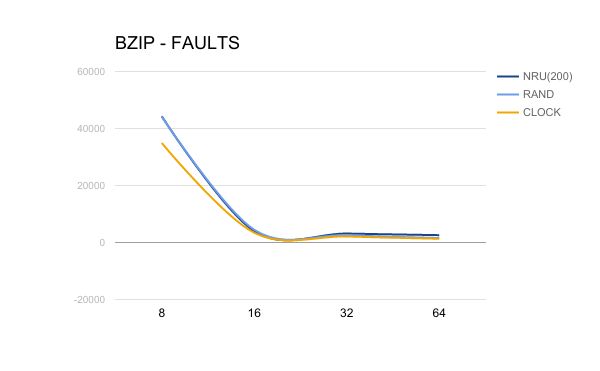 BZIP - FAULTS
60000
40000
20000
0
-20000
8 16 32 64
NRU(200)
RAND
CLOCK